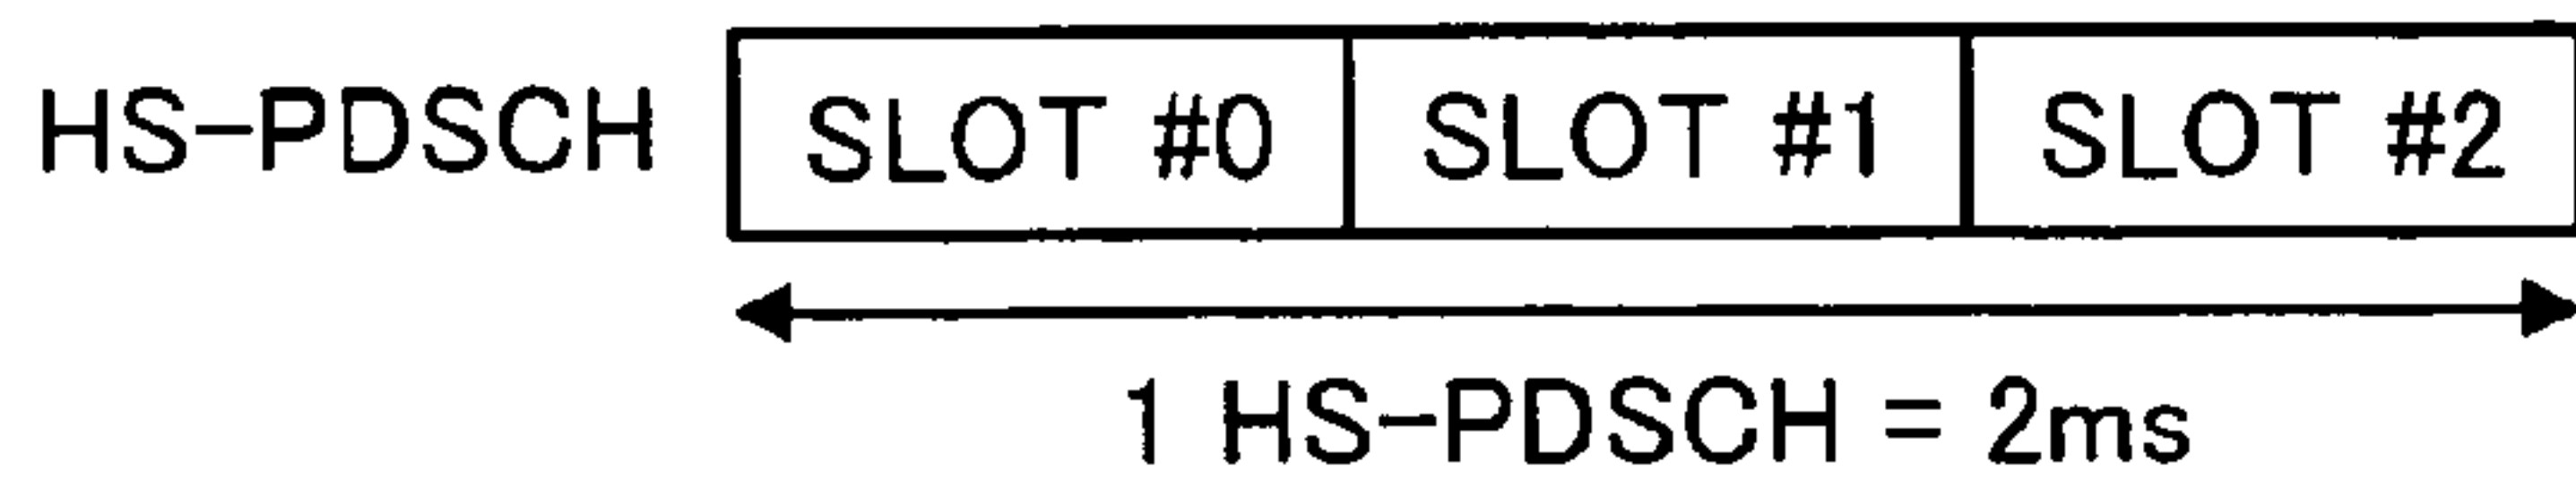 HS-PDSCH SLOT #0 SLOT #1 SLOT #2
1 HS-PDSCH = 2ms